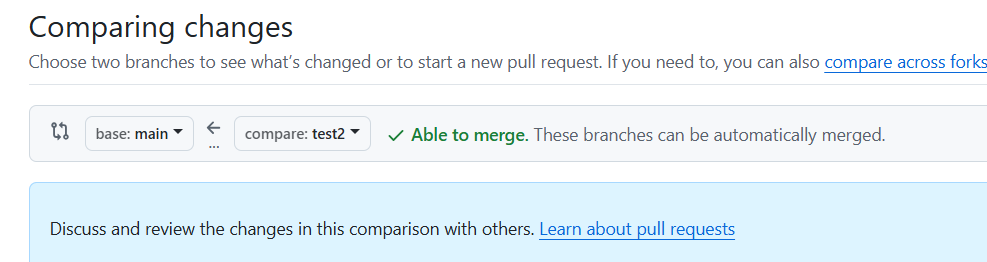 Comparing changes
Choose two branches to see what’s changed or to start a new pull request. If you need to, you can also compare across forks
base: main ... compare: test2 Able to merge. These branches can be automatically merged.
Discuss and review the changes in this comparison with others. Learn about pull requests